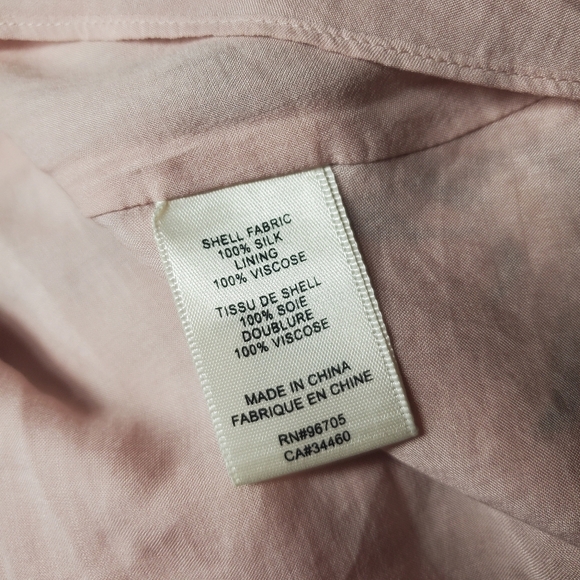 SHELL FABRIC
100% SILK
LINING
100% VISCOSE
TISSU DE SHELL
100% SOIE
DOUBLURE
100% VISCOSE
MADE IN CHINA
FABRIQUE EN CHINE
RN#96705
CA#34460